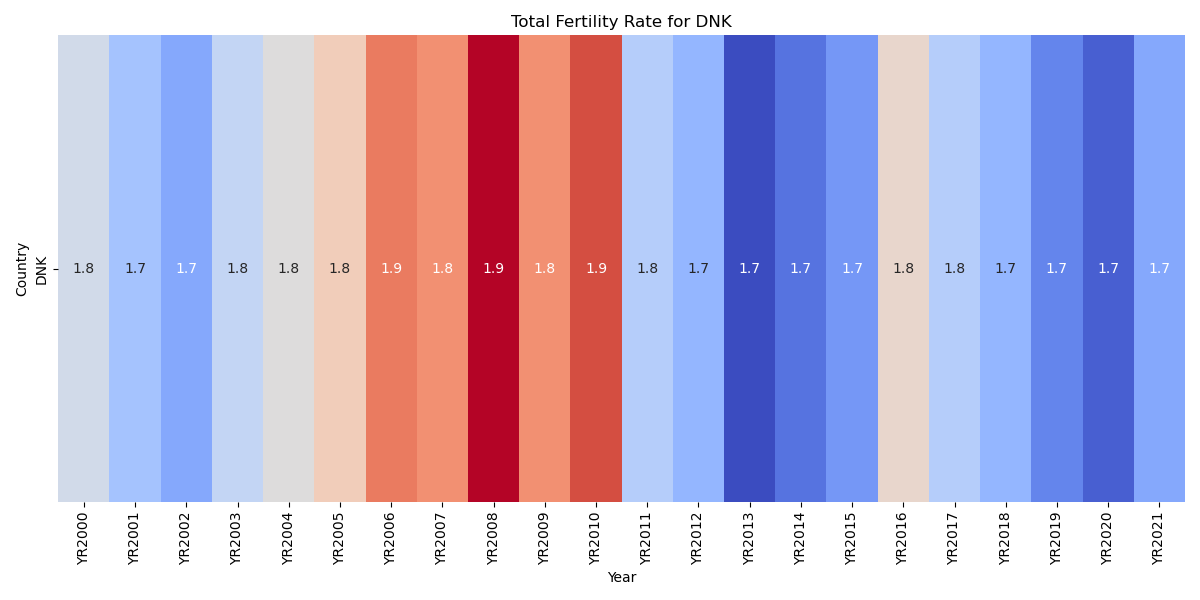 Total Fertility Rate for DNK
Country
DNK
1.8 1.7 1.7 1.8 1.8 1.8 1.9 1.8 1.9 1.8 1.9 1.8 1.7 1.7 1.7 1.7 1.8 1.8 1.7 1.7 1.7 1.7
YR2000 YR2001 YR2002 YR2003 YR2004 YR2005 YR2006 YR2007 YR2008 YR2009 YR2010 YR2011 YR2012 YR2013 YR2014 YR2015 YR2016 YR2017 YR2018 YR2019 YR2020 YR2021
Year